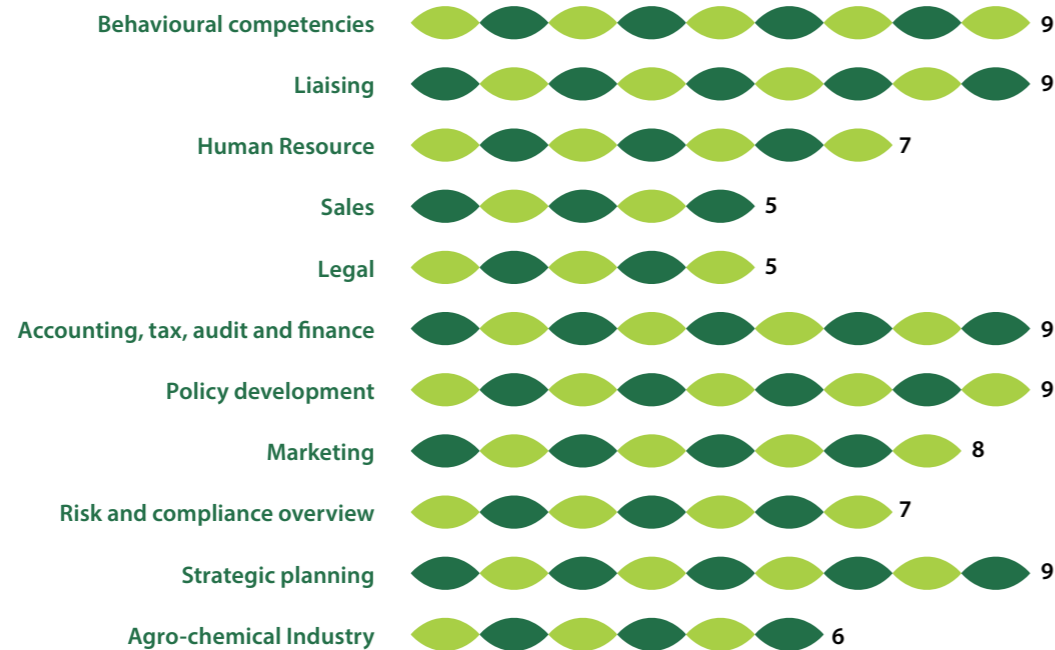 Behavioural competencies 9
Liaising 9
Human Resource 7
Sales 5
Legal 5
Accounting, tax, audit and finance 9
Policy development 9
Marketing 8
Risk and compliance overview 7
Strategic planning 9
Agro-chemical Industry 6